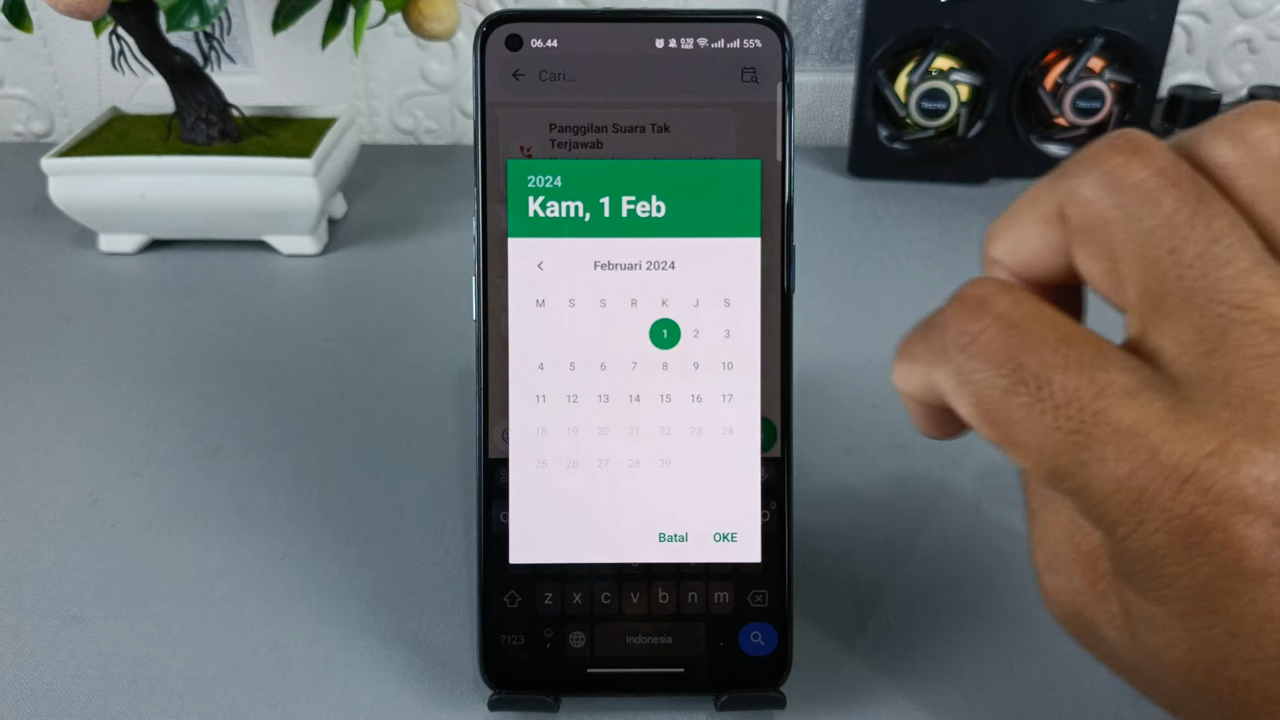 06.44
0.10
55%
Cari...
Panggilan Suara Tak
Terjawab
2024
Kam, 1 Feb
Februari 2024
M S S R K J S
1 2 3
4 5 6 7 8 9 10
11 12 13 14 15 16 17
18 19 20 21 22 23 24
25 26 27 28 29
Batal OKE
z x c v b n m
?123 , Indonesia .